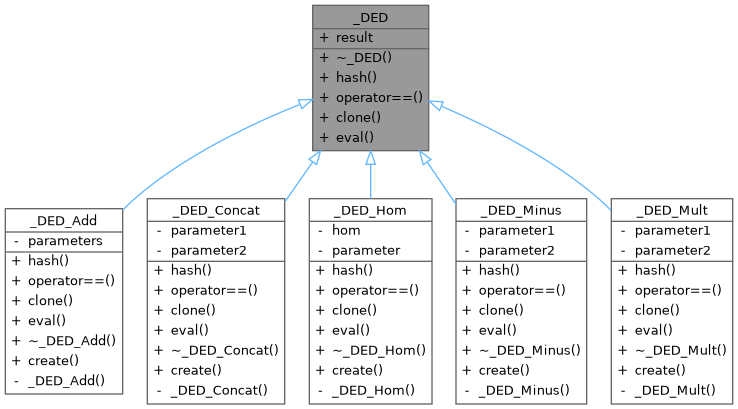 _DED
+ result
+ ~_DED()
+ hash()
+ operator==()
+ clone()
+ eval()
_DED_Add
- parameters
+ hash()
+ operator==()
+ clone()
+ eval()
+ ~_DED_Add()
+ create()
- _DED_Add()
_DED_Concat
- parameter1
- parameter2
+ hash()
+ operator==()
+ clone()
+ eval()
+ ~_DED_Concat()
+ create()
- _DED_Concat()
_DED_Hom
- hom
- parameter
+ hash()
+ operator==()
+ clone()
+ eval()
+ ~_DED_Hom()
+ create()
- _DED_Hom()
_DED_Minus
- parameter1
- parameter2
+ hash()
+ operator==()
+ clone()
+ eval()
+ ~_DED_Minus()
+ create()
- _DED_Minus()
_DED_Mult
- parameter1
- parameter2
+ hash()
+ operator==()
+ clone()
+ eval()
+ ~_DED_Mult()
+ create()
- _DED_Mult()